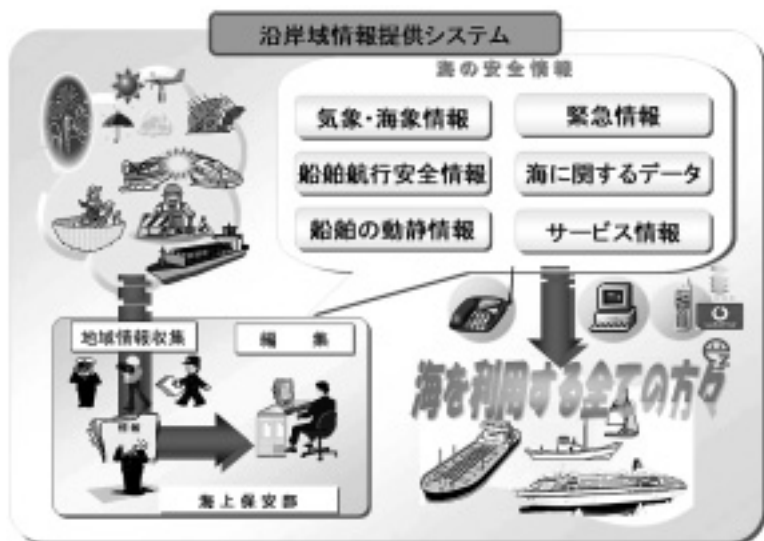 沿岸域情報提供システム
海の安全情報
気象・海象情報
緊急情報
船舶航行安全情報
海に関するデータ
船舶の動静情報
サービス情報
地域情報収集
編 集
情報
海上保安部
海を利用する全ての方々